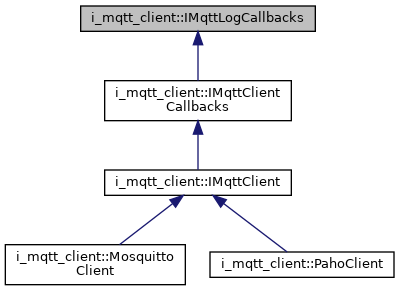 i_mqtt_client::IMqttLogCallbacks
i_mqtt_client::IMqttClient
Callbacks
i_mqtt_client::IMqttClient
i_mqtt_client::Mosquitto
Client
i_mqtt_client::PahoClient